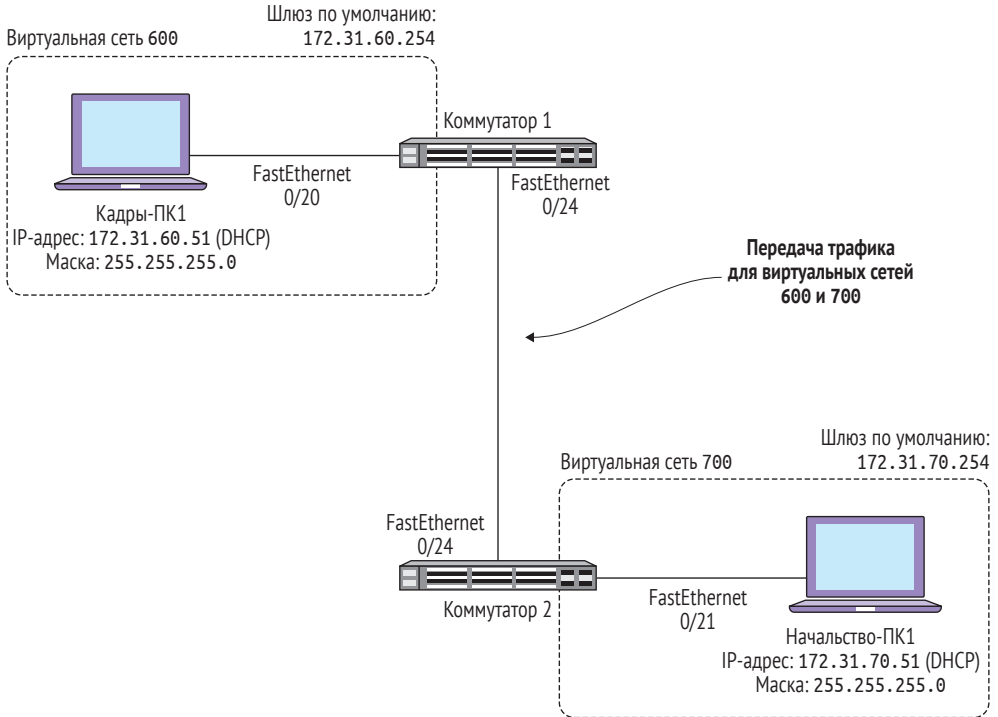 Шлюз по умолчанию:
172.31.60.254
Виртуальная сеть 600
Коммутатор 1
FastEthernet
0/20
FastEthernet
0/24
Кадры-ПК1
IP-адрес: 172.31.60.51 (DHCP)
Маска: 255.255.255.0
Передача трафика
для виртуальных сетей
600 и 700
Шлюз по умолчанию:
172.31.70.254
Виртуальная сеть 700
FastEthernet
0/24
Коммутатор 2
FastEthernet
0/21
Начальство-ПК1
IP-адрес: 172.31.70.51 (DHCP)
Маска: 255.255.255.0